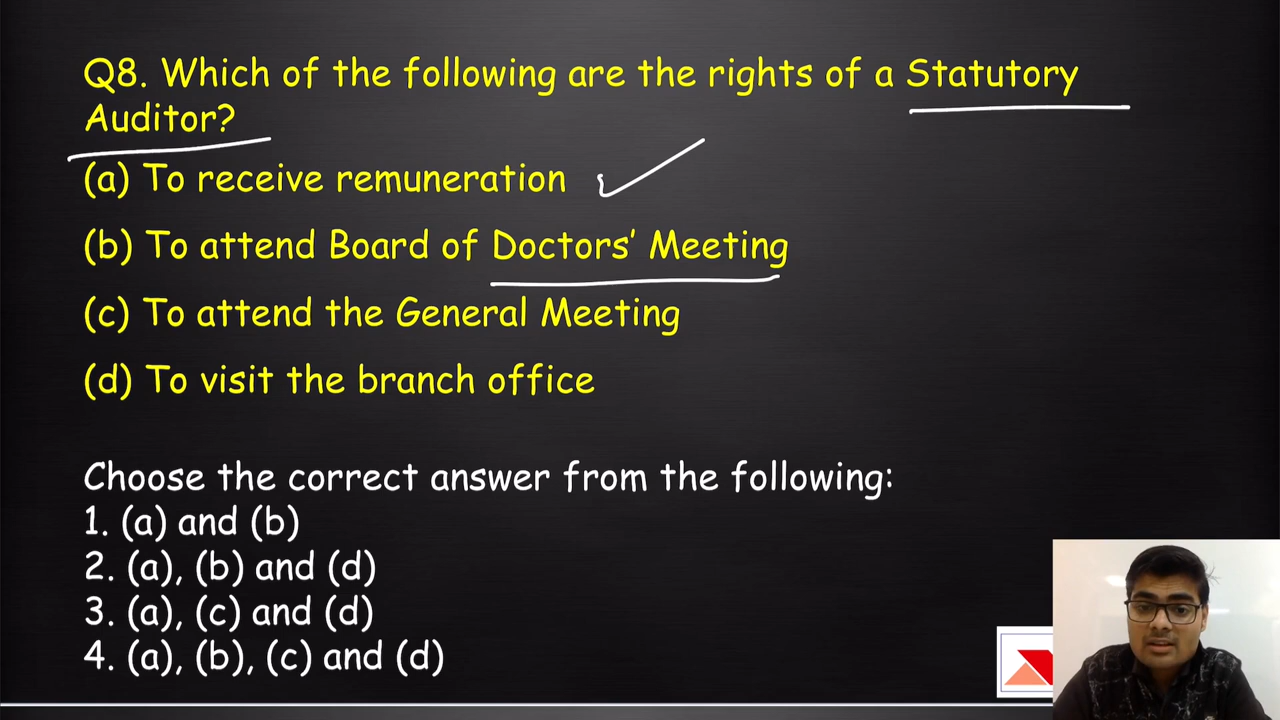 Q8. Which of the following are the rights of a Statutory
Auditor?
(a) To receive remuneration
(b) To attend Board of Doctors’ Meeting
(c) To attend the General Meeting
(d) To visit the branch office
Choose the correct answer from the following:
1. (a) and (b)
2. (a), (b) and (d)
3. (a), (c) and (d)
4. (a), (b), (c) and (d)